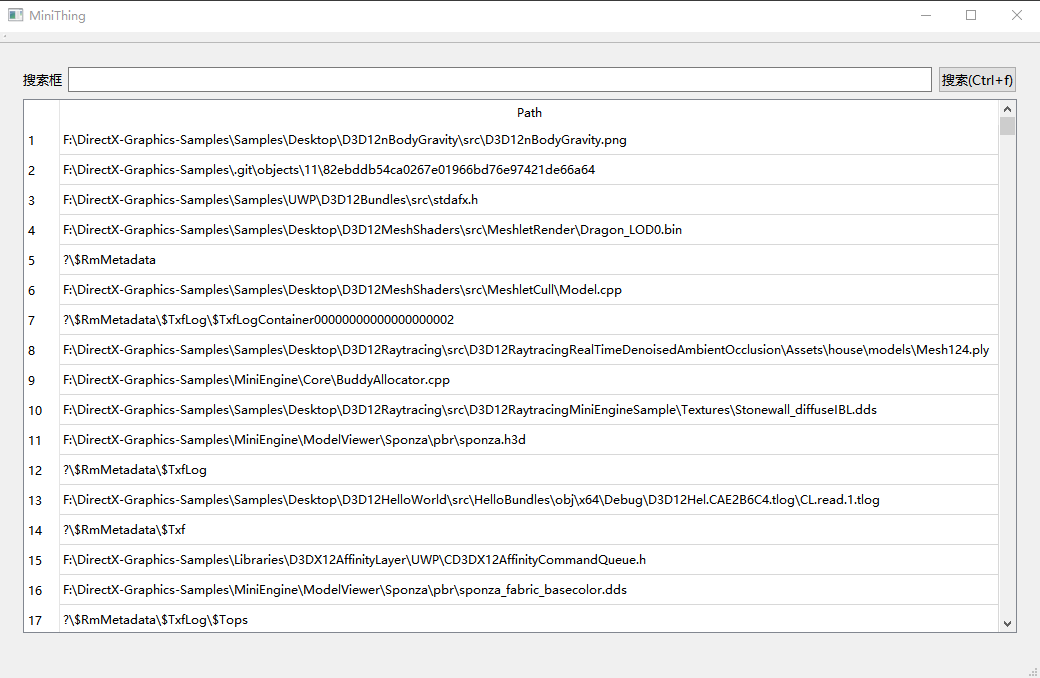 MiniThing
搜索框 搜索(Ctrl+f)
Path
1 F:\DirectX-Graphics-Samples\Samples\Desktop\D3D12nBodyGravity\src\D3D12nBodyGravity.png
2 F:\DirectX-Graphics-Samples\.git\objects\11\82ebddb54ca0267e01966bd76e97421de66a64
3 F:\DirectX-Graphics-Samples\Samples\UWP\D3D12Bundles\src\stdafx.h
4 F:\DirectX-Graphics-Samples\Samples\Desktop\D3D12MeshShaders\src\MeshletRender\Dragon_LOD0.bin
5 ?\$RmMetadata
6 F:\DirectX-Graphics-Samples\Samples\Desktop\D3D12MeshShaders\src\MeshletCull\Model.cpp
7 ?\$RmMetadata\$TxfLog\$TxfLogContainer00000000000000000002
8 F:\DirectX-Graphics-Samples\Samples\Desktop\D3D12Raytracing\src\D3D12RaytracingRealTimeDenoisedAmbientOcclusion\Assets\house\models\Mesh124.ply
9 F:\DirectX-Graphics-Samples\MiniEngine\Core\BuddyAllocator.cpp
10 F:\DirectX-Graphics-Samples\Samples\Desktop\D3D12Raytracing\src\D3D12RaytracingMiniEngineSample\Textures\Stonewall_diffuseIBL.dds
11 F:\DirectX-Graphics-Samples\MiniEngine\ModelViewer\Sponza\pbr\sponza.h3d
12 ?\$RmMetadata\$TxfLog
13 F:\DirectX-Graphics-Samples\Samples\Desktop\D3D12HelloWorld\src\HelloBundles\obj\x64\Debug\D3D12Hel.CAE2B6C4.tlog\CL.read.1.tlog
14 ?\$RmMetadata\$Txf
15 F:\DirectX-Graphics-Samples\Libraries\D3DX12AffinityLayer\UWP\CD3DX12AffinityCommandQueue.h
16 F:\DirectX-Graphics-Samples\MiniEngine\ModelViewer\Sponza\pbr\sponza_fabric_basecolor.dds
17 ?\$RmMetadata\$TxfLog\$Tops